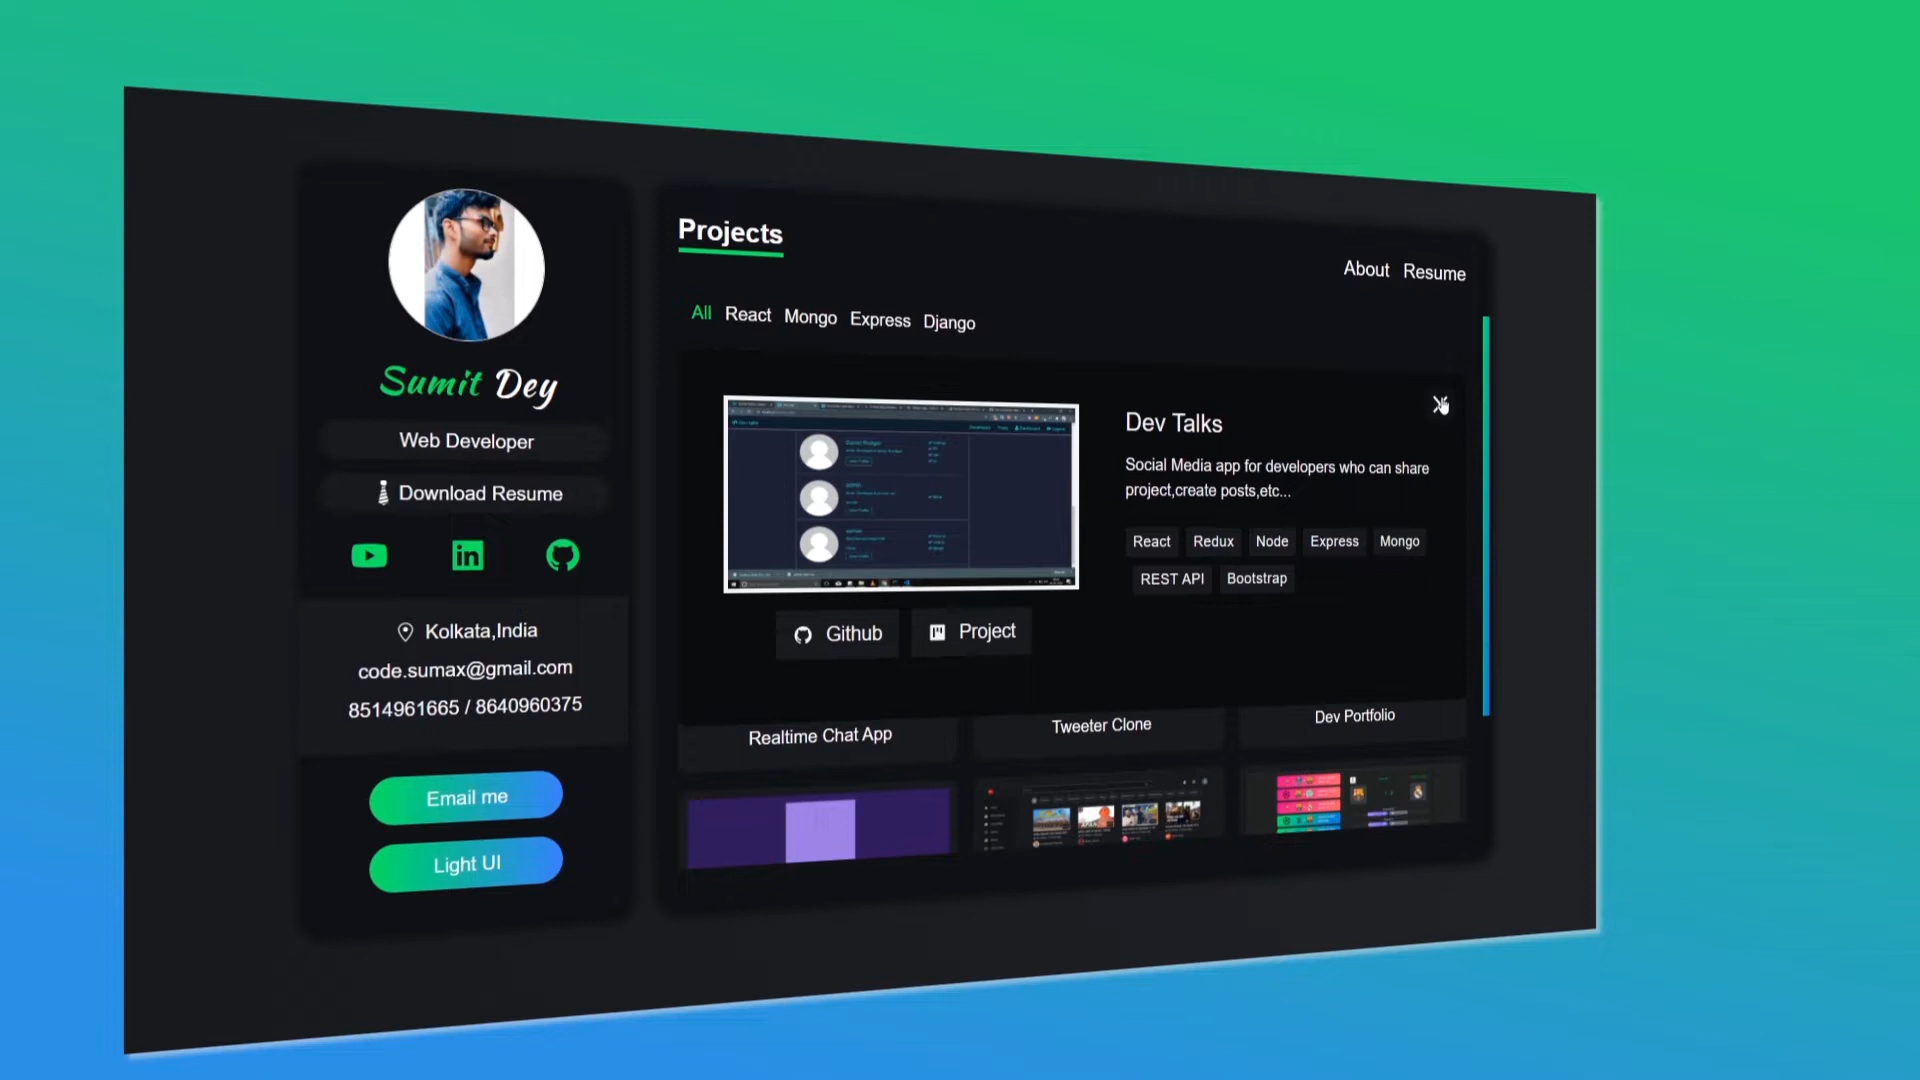 Sumit Dey
Web Developer
Download Resume
Kolkata,India
code.sumax@gmail.com
8514961665 / 8640960375
Email me
Light UI
Projects
About Resume
All React Mongo Express Django
Dev Talks
Social Media app for developers who can share
project,create posts,etc...
React Redux Node Express Mongo
REST API Bootstrap
Github Project
Realtime Chat App
Tweeter Clone
Dev Portfolio